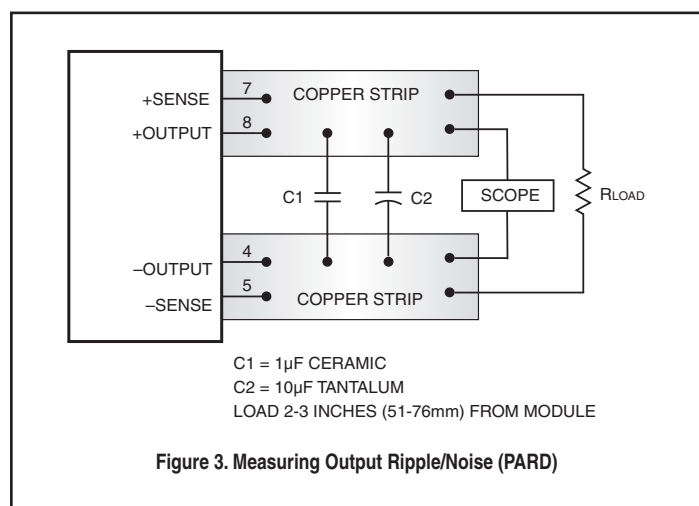 +SENSE
7
COPPER STRIP
+OUTPUT
8
C1
C2
SCOPE
RLOAD
–OUTPUT
4
–SENSE
5
COPPER STRIP
C1 = 1µF CERAMIC
C2 = 10µF TANTALUM
LOAD 2-3 INCHES (51-76mm) FROM MODULE
Figure 3. Measuring Output Ripple/Noise (PARD)